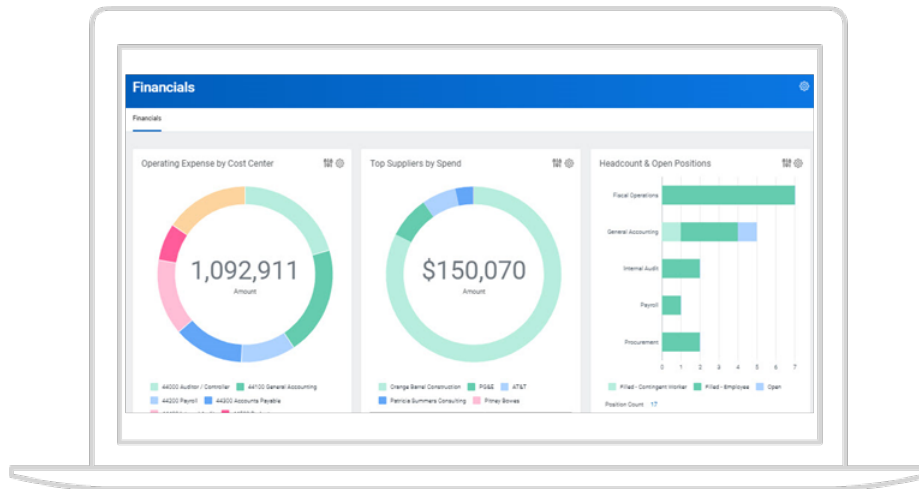 Financials
Financials
Operating Expense by Cost Center
1,092,911
Amount
44000 Auditor / Controller 44100 General Accounting
44200 Payroll 44300 Accounts Payable
Top Suppliers by Spend
$150,070
Amount
Orange Barrel Construction PG&E AT&T
Patricia Summers Consulting Pitney Bowes
Headcount & Open Positions
Fiscal Operations
General Accounting
Internal Audit
Payroll
Procurement
0 1 2 3 4 5 6 7
Filled - Contingent Worker Filled - Employee Open
Position Count 17